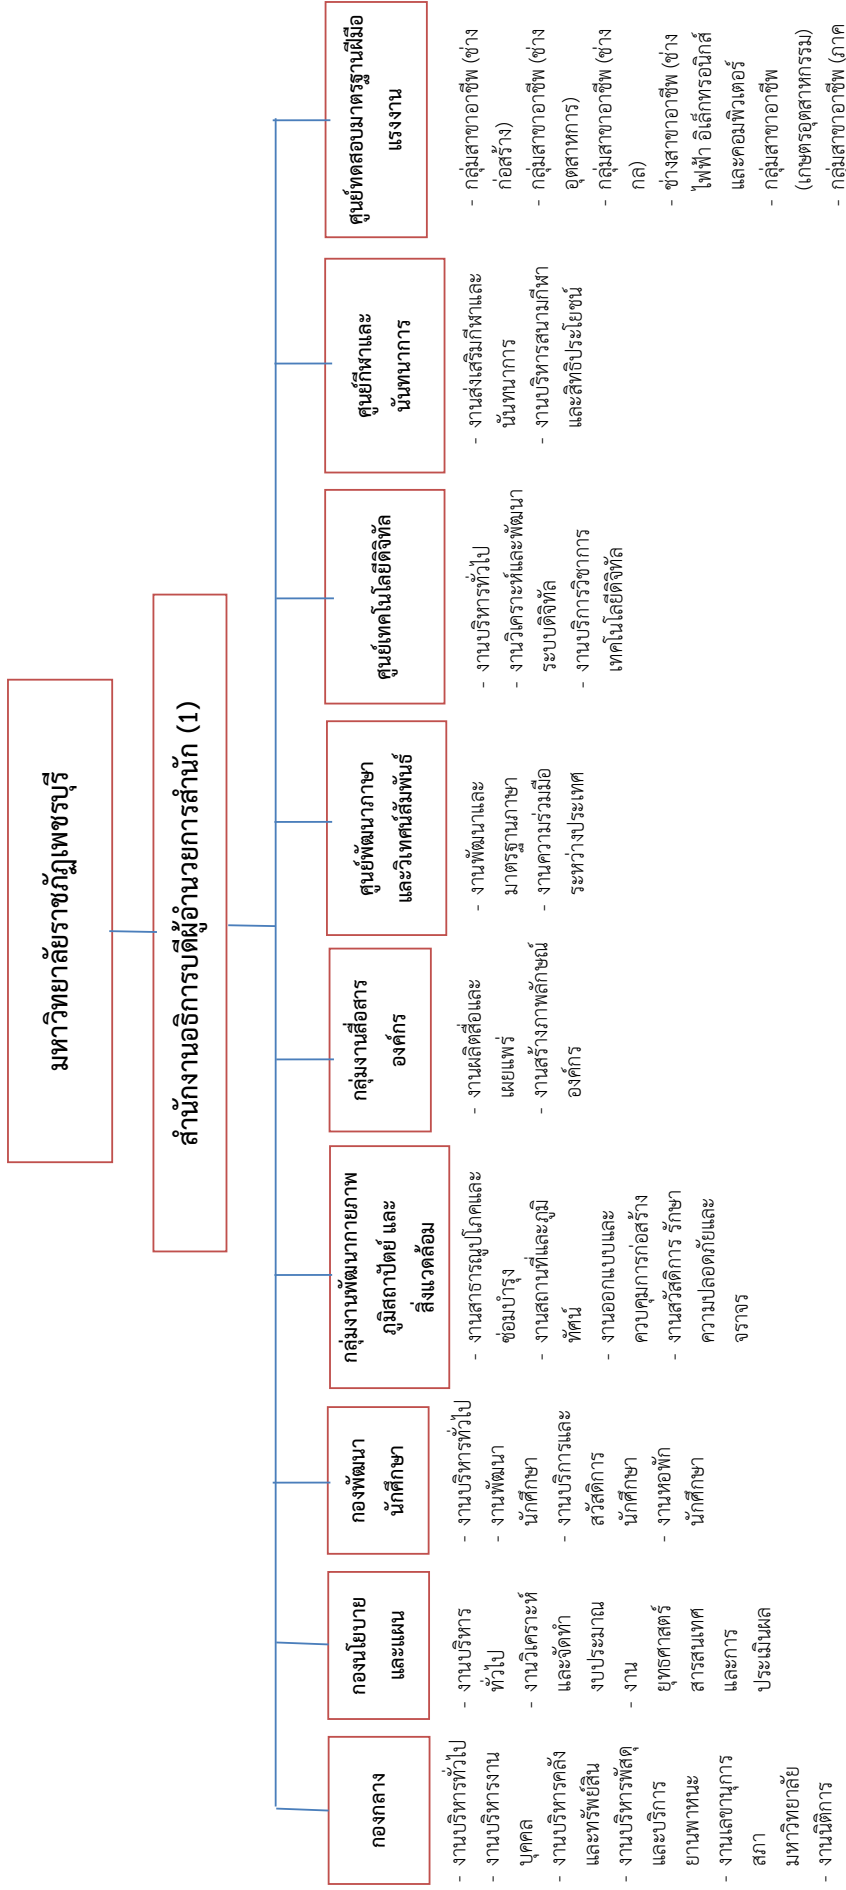 มหาวิทยาลัยราชภัฏเพชรบุรี
สำนักงานอธิการบดีผู้อำนวยการสำนัก (1)
กองกลาง
- งานบริหารทั่วไป
- งานบริหารงาน
บุคคล
- งานบริหารคลัง
และทรัพย์สิน
- งานบริหารพัสดุ
และบริการ
ยานพาหนะ
- งานเลขานุการ
สภา
มหาวิทยาลัย
- งานนิติการ
กองนโยบาย
และแผน
- งานบริหาร
ทั่วไป
- งานวิเคราะห์
และจัดทำ
งบประมาณ
- งาน
ยุทธศาสตร์
สารสนเทศ
และการ
ประเมินผล
กองพัฒนา
นักศึกษา
- งานบริหารทั่วไป
- งานพัฒนา
นักศึกษา
- งานบริการและ
สวัสดิการ
นักศึกษา
- งานหอพัก
นักศึกษา
กลุ่มงานพัฒนากายภาพ
ภูมิสถาปัตย์ และ
สิ่งแวดล้อม
- งานสาธารณูปโภคและ
ซ่อมบำรุง
- งานสถานที่และภูมิ
ทัศน์
- งานออกแบบและ
ควบคุมการก่อสร้าง
- งานสวัสดิการ รักษา
ความปลอดภัยและ
จราจร
กลุ่มงานสื่อสาร
องค์กร
- งานผลิตสื่อและ
เผยแพร่
- งานสร้างภาพลักษณ์
องค์กร
ศูนย์พัฒนาภาษา
และวิเทศน์สัมพันธ์
- งานพัฒนาและ
มาตรฐานภาษา
- งานความร่วมมือ
ระหว่างประเทศ
ศูนย์เทคโนโลยีดิจิทัล
- งานบริหารทั่วไป
- งานวิเคราะห์และพัฒนา
ระบบดิจิทัล
- งานบริการวิชาการ
เทคโนโลยีดิจิทัล
ศูนย์กีฬาและ
นันทนาการ
- งานส่งเสริมกีฬาและ
นันทนาการ
- งานบริหารสนามกีฬา
และสิทธิประโยชน์
ศูนย์ทดสอบมาตรฐานฝีมือ
แรงงาน
- กลุ่มสาขาอาชีพ (ช่าง
ก่อสร้าง)
- กลุ่มสาขาอาชีพ (ช่าง
อุตสาหการ)
- กลุ่มสาขาอาชีพ (ช่าง
กล)
- ช่างสาขาอาชีพ (ช่าง
ไฟฟ้า อิเล็กทรอนิกส์
และคอมพิวเตอร์
- กลุ่มสาขาอาชีพ
(เกษตรอุตสาหกรรม)
- กลุ่มสาขาอาชีพ (ภาค